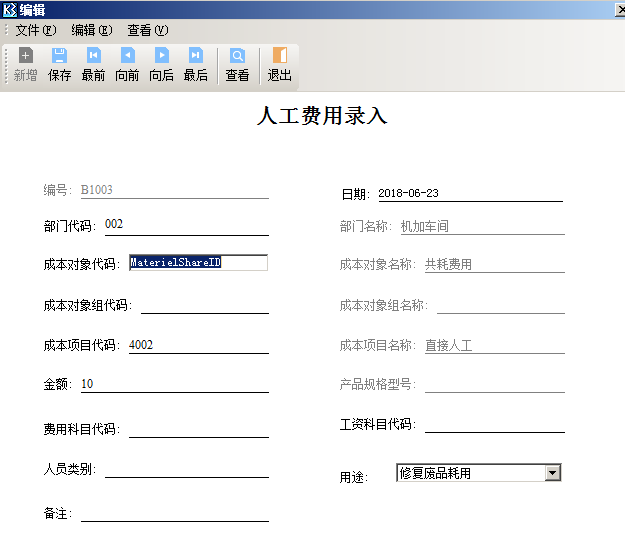 编辑
文件(F) 编辑(E) 查看(V)
新增 保存 最前 向前 向后 最后 查看 退出
人工费用录入
编号: B1003 日期: 2018-06-23
部门代码: 002 部门名称: 机加车间
成本对象代码: MaterielShareID 成本对象名称: 共耗费用
成本对象组代码: 成本对象组名称:
成本项目代码: 4002 成本项目名称: 直接人工
金额: 10 产品规格型号:
费用科目代码: 工资科目代码:
人员类别: 用途: 修复废品耗用
备注: